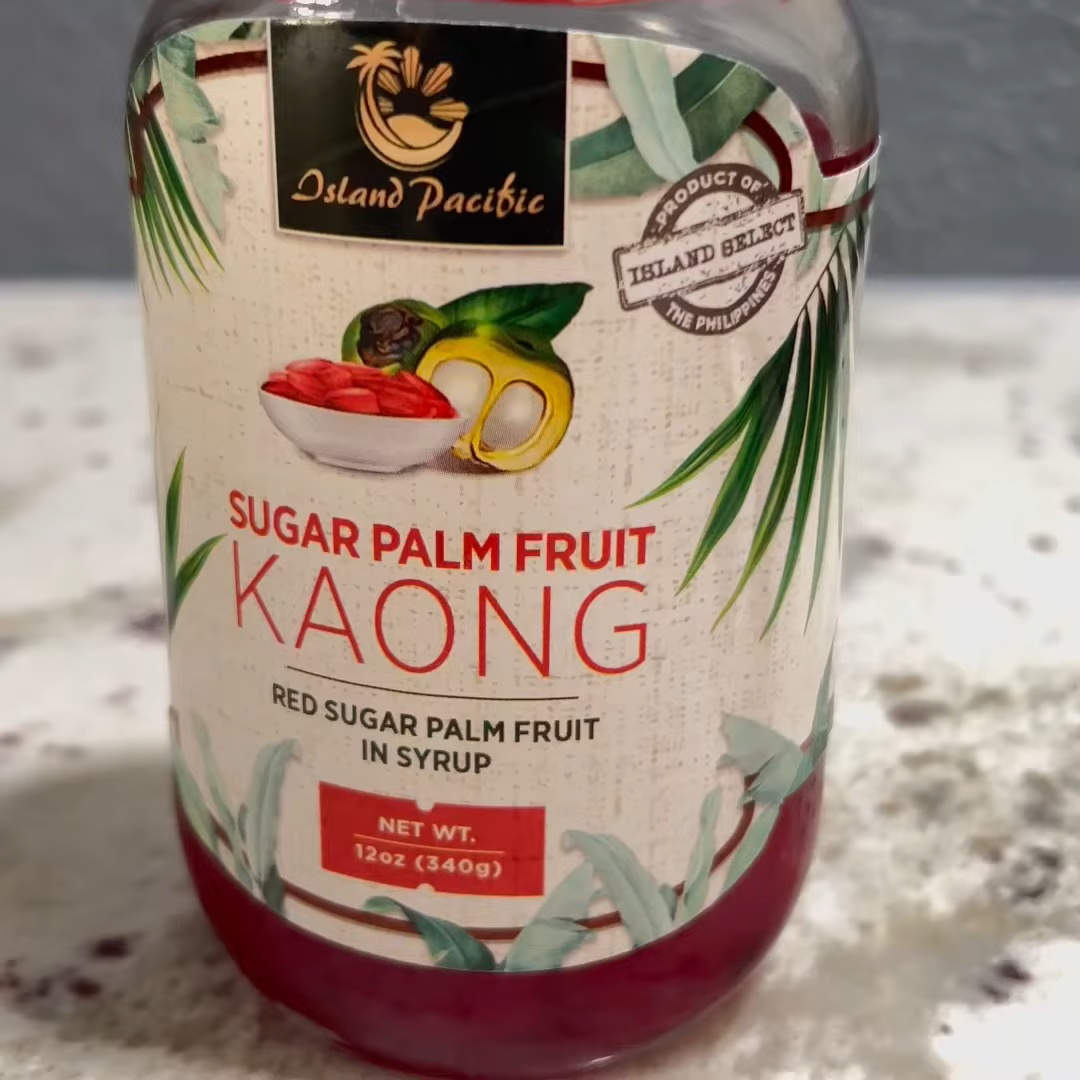 Island Pacific
PRODUCT OF
ISLAND SELECT
THE PHILIPPINES
SUGAR PALM FRUIT
KAONG
RED SUGAR PALM FRUIT
IN SYRUP
NET WT.
12oz (340g)